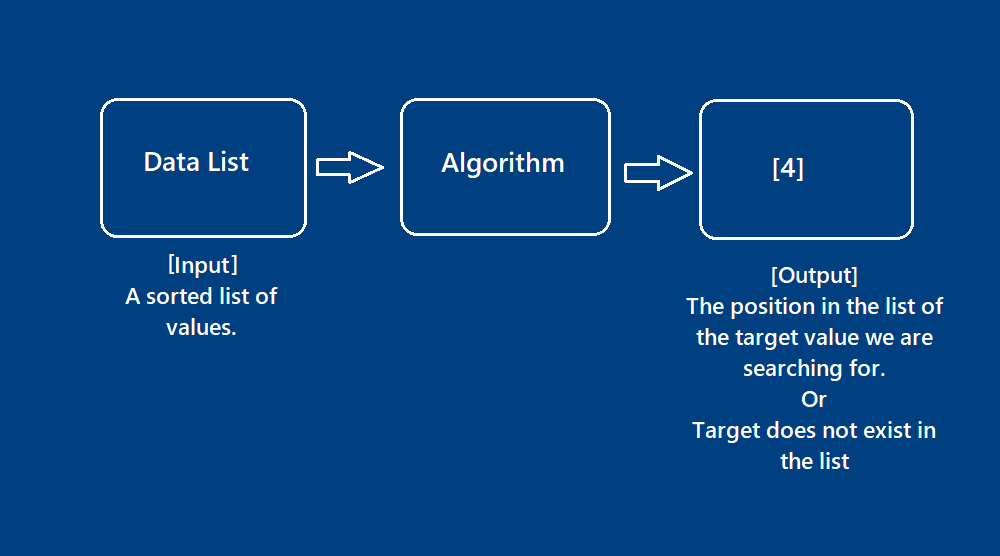 Data List
Algorithm
[4]
[Input]
A sorted list of
values.
[Output]
The position in the list of
the target value we are
searching for.
Or
Target does not exist in
the list